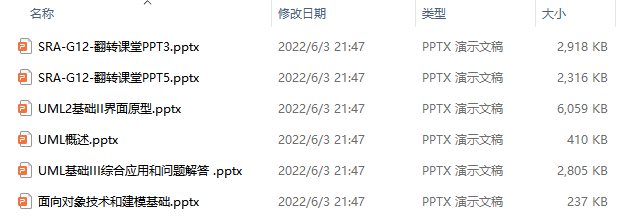 名称 修改日期 类型 大小
SRA-G12-翻转课堂PPT3.pptx 2022/6/3 21:47 PPTX 演示文稿 2,918 KB
SRA-G12-翻转课堂PPT5.pptx 2022/6/3 21:47 PPTX 演示文稿 2,316 KB
UML2基础II界面原型.pptx 2022/6/3 21:47 PPTX 演示文稿 6,059 KB
UML概述.pptx 2022/6/3 21:47 PPTX 演示文稿 410 KB
UML基础III综合应用和问题解答 .pptx 2022/6/3 21:47 PPTX 演示文稿 2,805 KB
面向对象技术和建模基础.pptx 2022/6/3 21:47 PPTX 演示文稿 237 KB